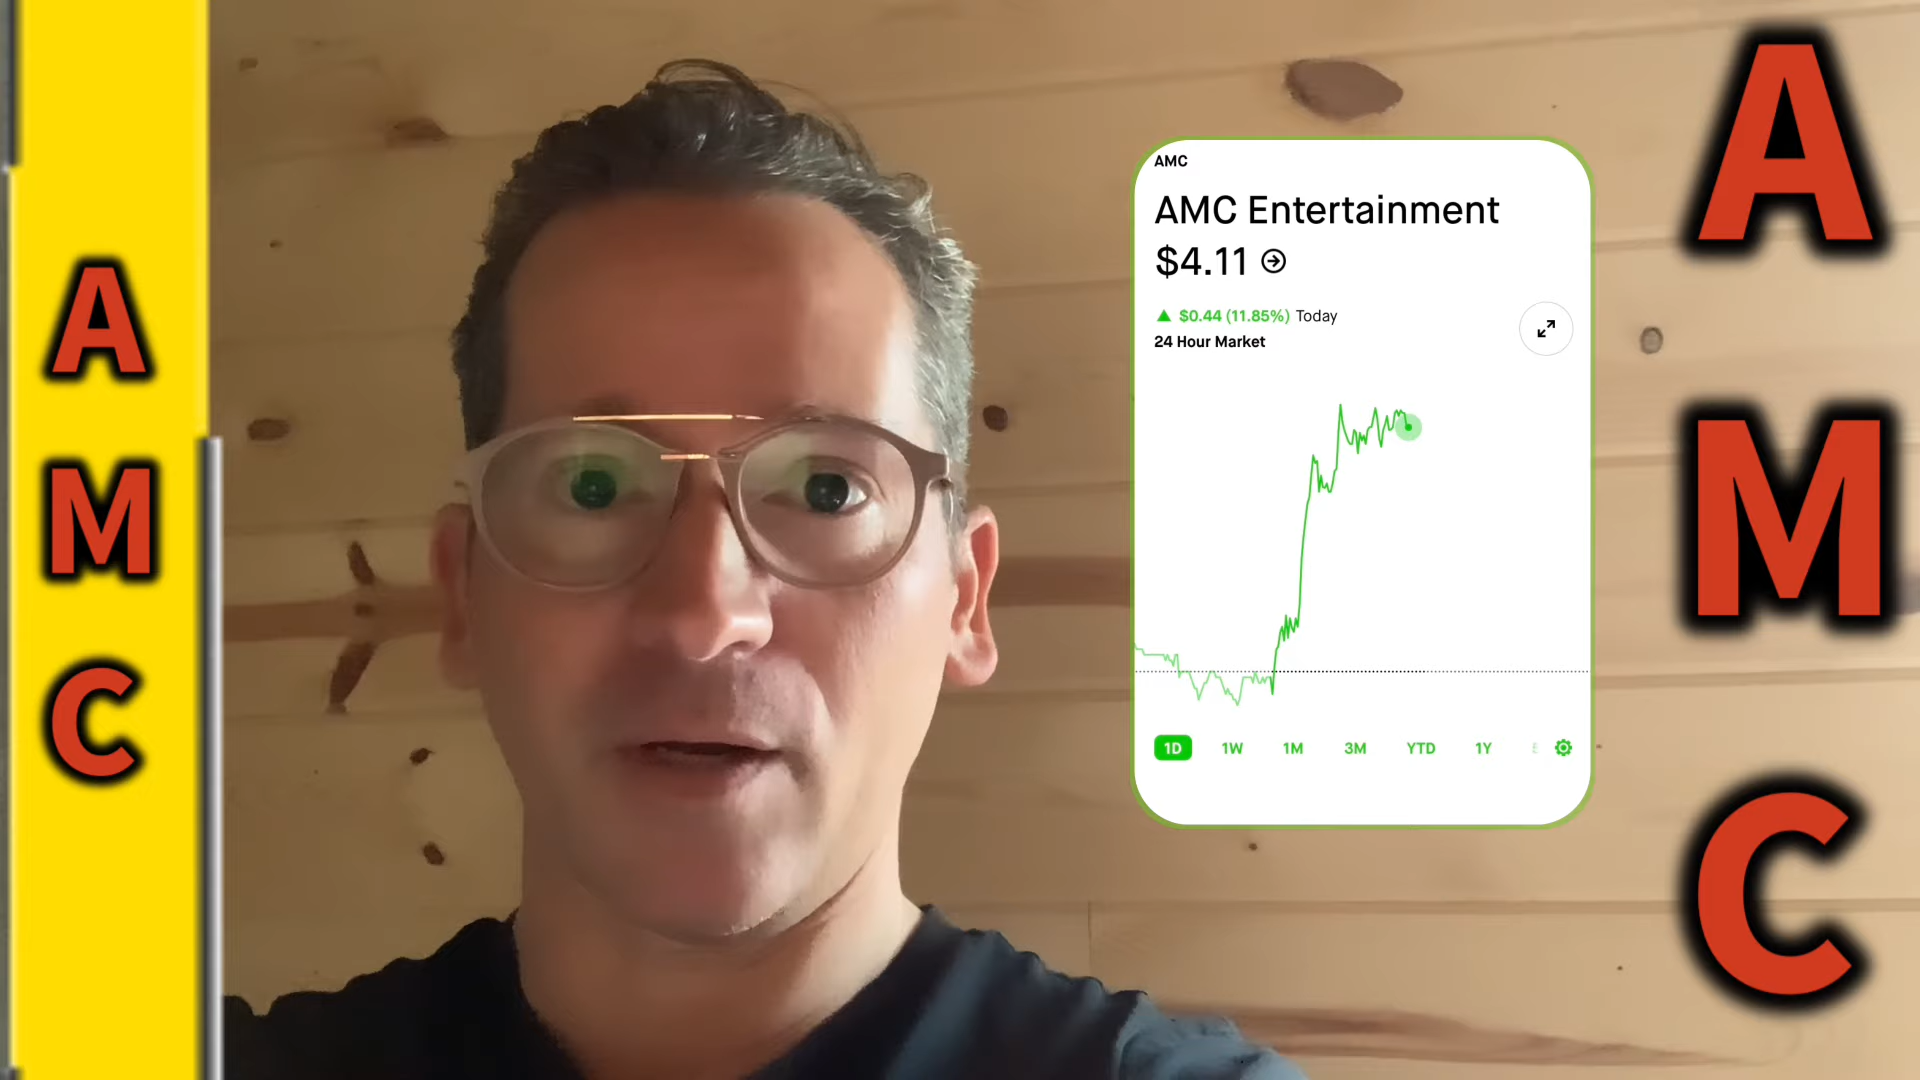 A
M
C
AMC
AMC Entertainment
$4.11
▲ $0.44 (11.85%) Today
24 Hour Market
1D 1W 1M 3M YTD 1Y
A
M
C